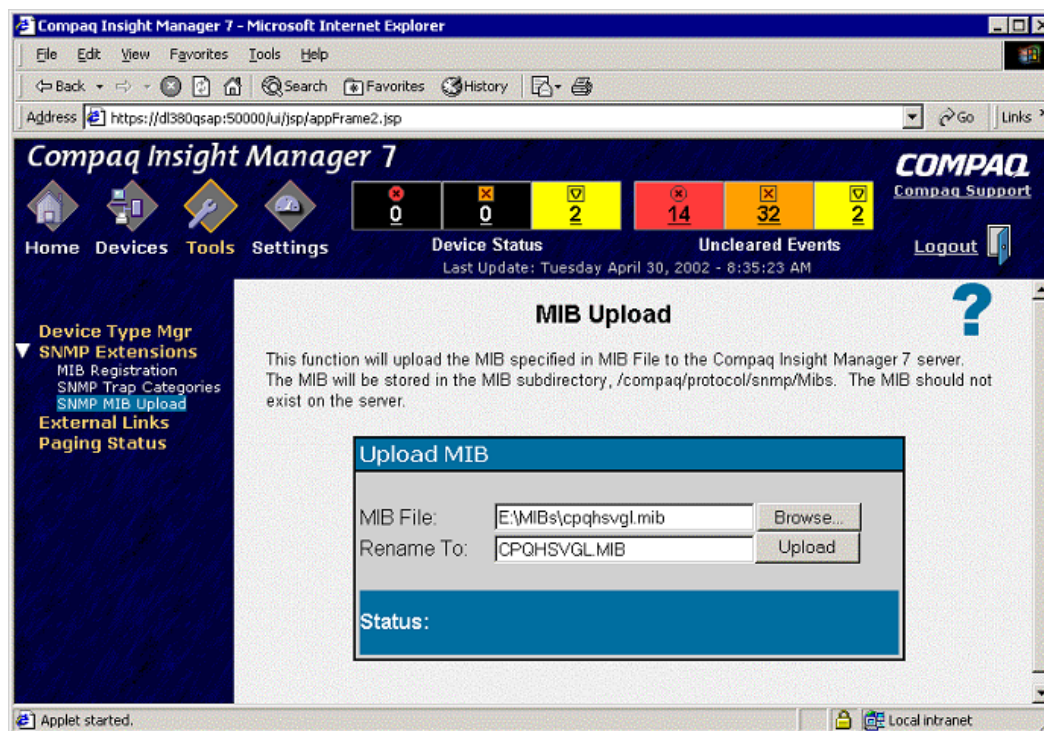 Compaq Insight Manager 7 - Microsoft Internet Explorer
File Edit View Favorites Tools Help
Back Search Favorites History
Address https://dl380qsap:50000/ui/jsp/appFrame2.jsp Go Links
Compaq Insight Manager 7
COMPAQ
Compaq Support
0 0 2 14 32 2
Home Devices Tools Settings
Device Status Uncleared Events
Logout
Last Update: Tuesday April 30, 2002 - 8:35:23 AM
Device Type Mgr
SNMP Extensions
MIB Registration
SNMP Trap Categories
SNMP MIB Upload
External Links
Paging Status
MIB Upload
?
This function will upload the MIB specified in MIB File to the Compaq Insight Manager 7 server.
The MIB will be stored in the MIB subdirectory, /compaq/protocol/snmp/Mibs. The MIB should not
exist on the server.
Upload MIB
MIB File: E:\MIBs\cpqhsvgl.mib Browse...
Rename To: CPQHSVGL.MIB Upload
Status:
Applet started. Local intranet